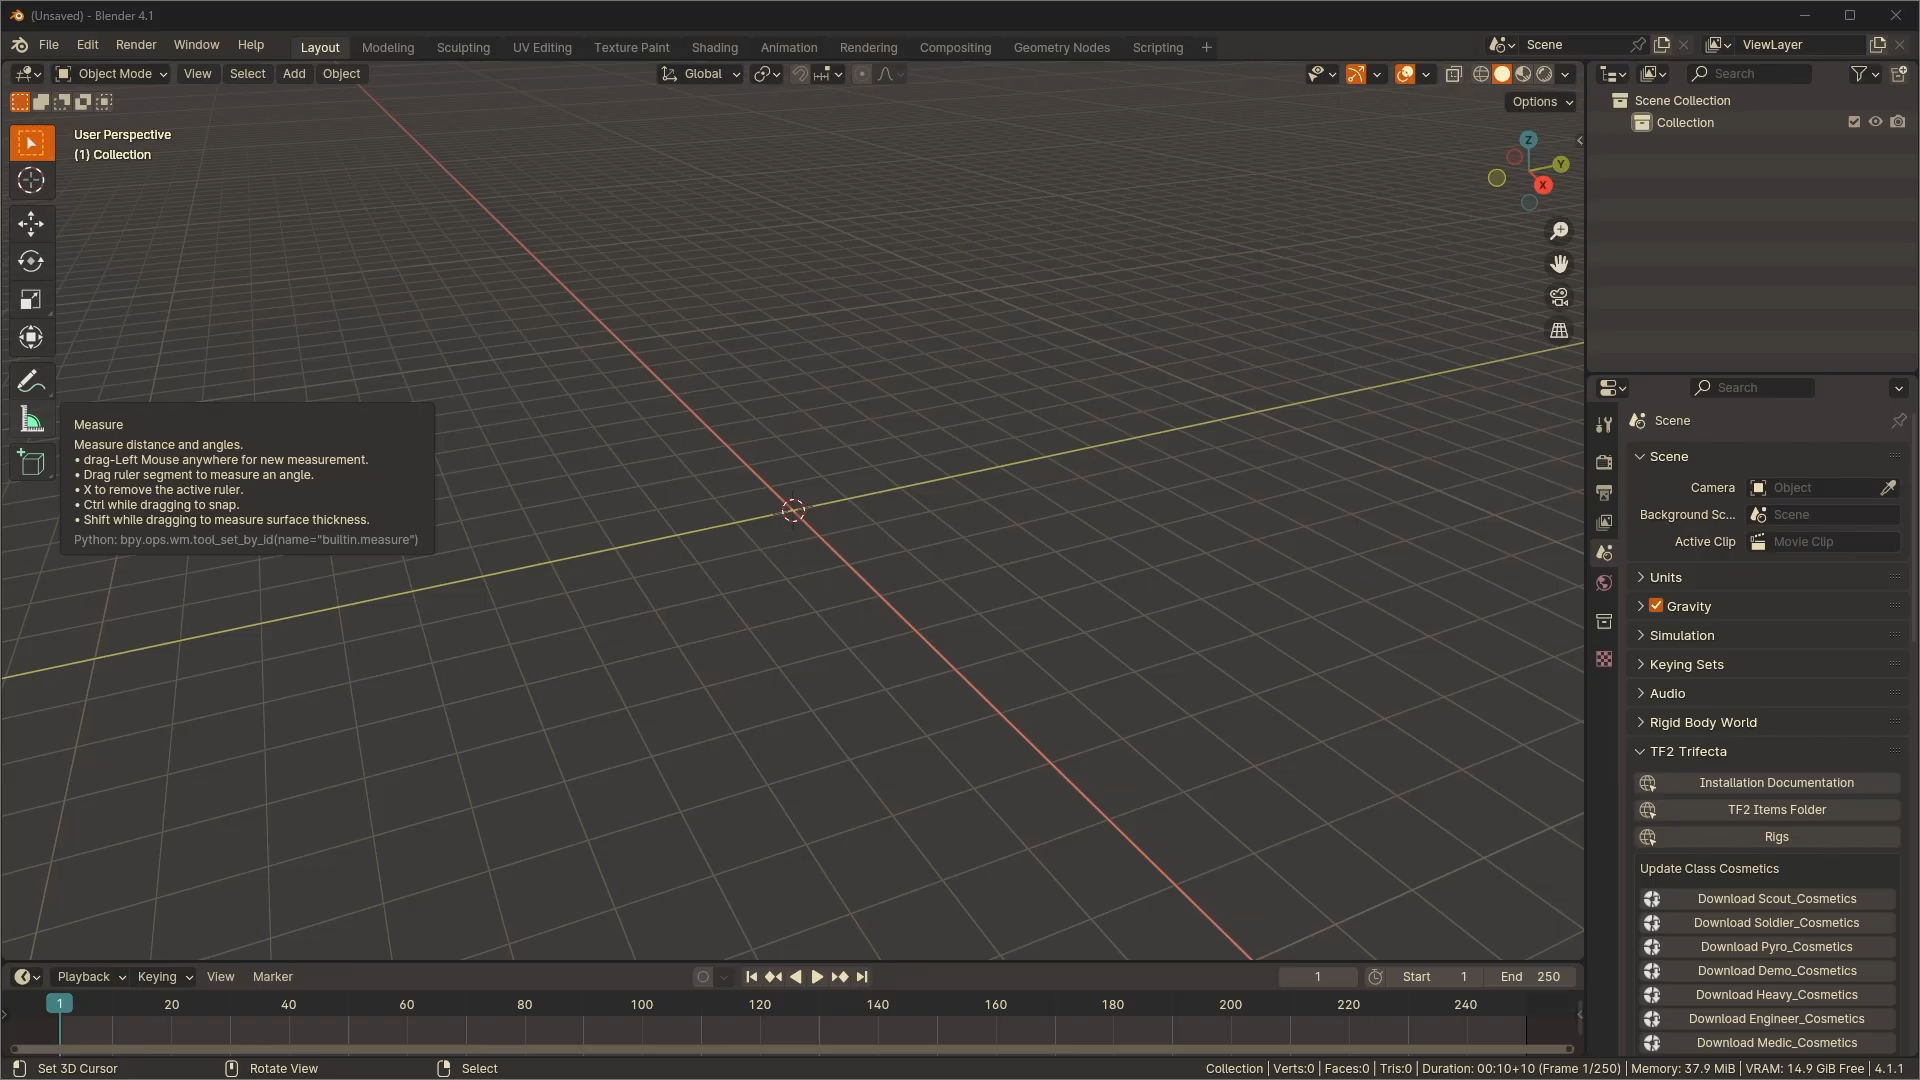 (Unsaved) - Blender 4.1
File Edit Render Window Help
Layout Modeling Sculpting UV Editing Texture Paint Shading Animation Rendering Compositing Geometry Nodes Scripting +
Scene
ViewLayer
Object Mode View Select Add Object
Global
Search
Options
User Perspective
(1) Collection
Z
Y
X
Scene Collection
Collection
Measure
Measure distance and angles.
• drag-Left Mouse anywhere for new measurement.
• Drag ruler segment to measure an angle.
• X to remove the active ruler.
• Ctrl while dragging to snap.
• Shift while dragging to measure surface thickness.
Python: bpy.ops.wm.tool_set_by_id(name="builtin.measure")
Search
Scene
Scene
Camera Object
Background Sc... Scene
Active Clip Movie Clip
Units
Gravity
Simulation
Keying Sets
Audio
Rigid Body World
TF2 Trifecta
Installation Documentation
TF2 Items Folder
Rigs
Update Class Cosmetics
Download Scout_Cosmetics
Download Soldier_Cosmetics
Download Pyro_Cosmetics
Download Demo_Cosmetics
Download Heavy_Cosmetics
Download Engineer_Cosmetics
Download Medic_Cosmetics
Playback Keying View Marker
1 Start 1 End 250
1 20 40 60 80 100 120 140 160 180 200 220 240
Set 3D Cursor Rotate View Select
Collection | Verts:0 | Faces:0 | Tris:0 | Duration: 00:10+10 (Frame 1/250) | Memory: 37.9 MiB | VRAM: 14.9 GiB Free | 4.1.1